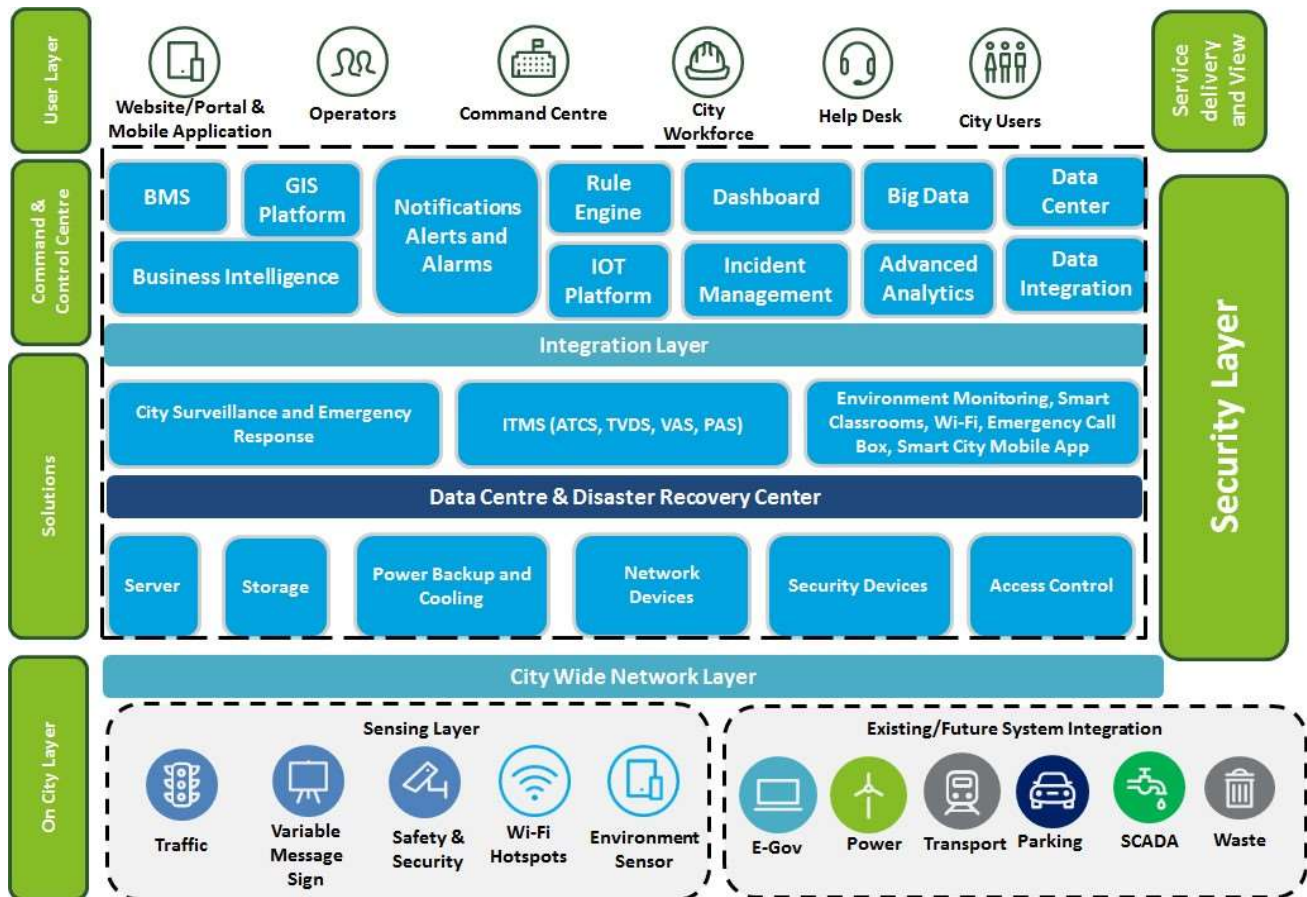 User Layer
Website/Portal &
Mobile Application
Operators
Command Centre
City
Workforce
Help Desk
City Users
Service
delivery
and View
Command &
Control Centre
BMS
GIS
Platform
Notifications
Alerts and
Alarms
Rule
Engine
Dashboard
Big Data
Data
Center
Business Intelligence
IOT
Platform
Incident
Management
Advanced
Analytics
Data
Integration
Integration Layer
Security Layer
Solutions
City Surveillance and Emergency
Response
ITMS (ATCS, TVDS, VAS, PAS)
Environment Monitoring, Smart
Classrooms, Wi-Fi, Emergency Call
Box, Smart City Mobile App
Data Centre & Disaster Recovery Center
Server
Storage
Power Backup and
Cooling
Network
Devices
Security Devices
Access Control
City Wide Network Layer
On City Layer
Sensing Layer
Traffic
Variable
Message
Sign
Safety &
Security
Wi-Fi
Hotspots
Environment
Sensor
Existing/Future System Integration
E-Gov
Power
Transport
Parking
SCADA
Waste